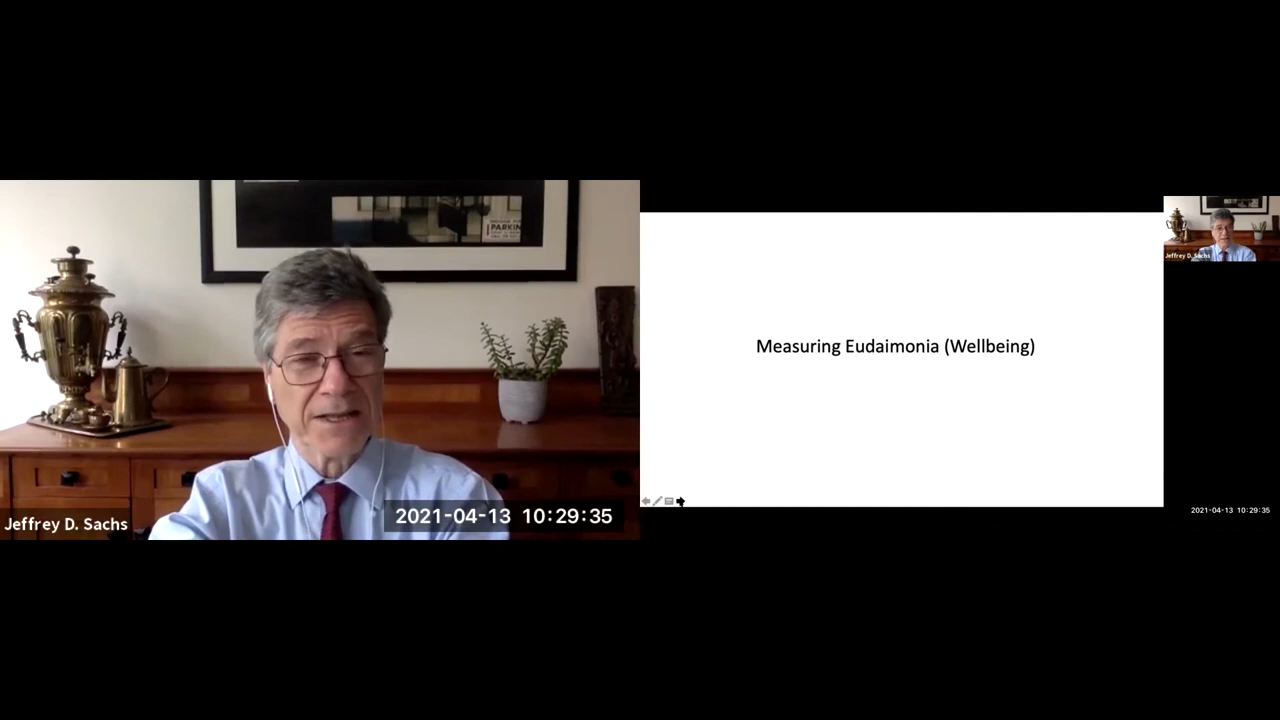 PARKIN
Jeffrey D. Sachs
2021-04-13 10:29:35
Measuring Eudaimonia (Wellbeing)
Jeffrey D. Sachs
2021-04-13 10:29:35